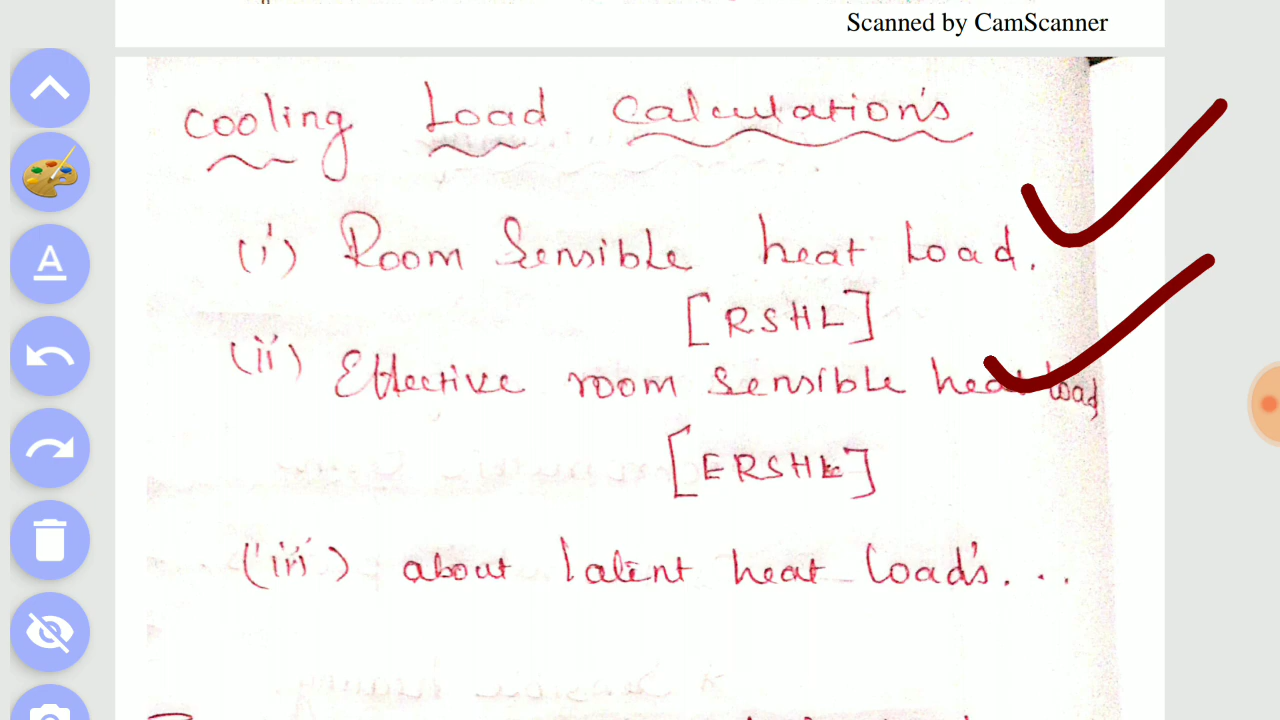 Scanned by CamScanner
Cooling Load Calculation's
(i) Room Sensible heat Load.
[RSHL]
(ii) Effective room sensible heat load
[ERSHL]
(iii) about latent heat load's. . .